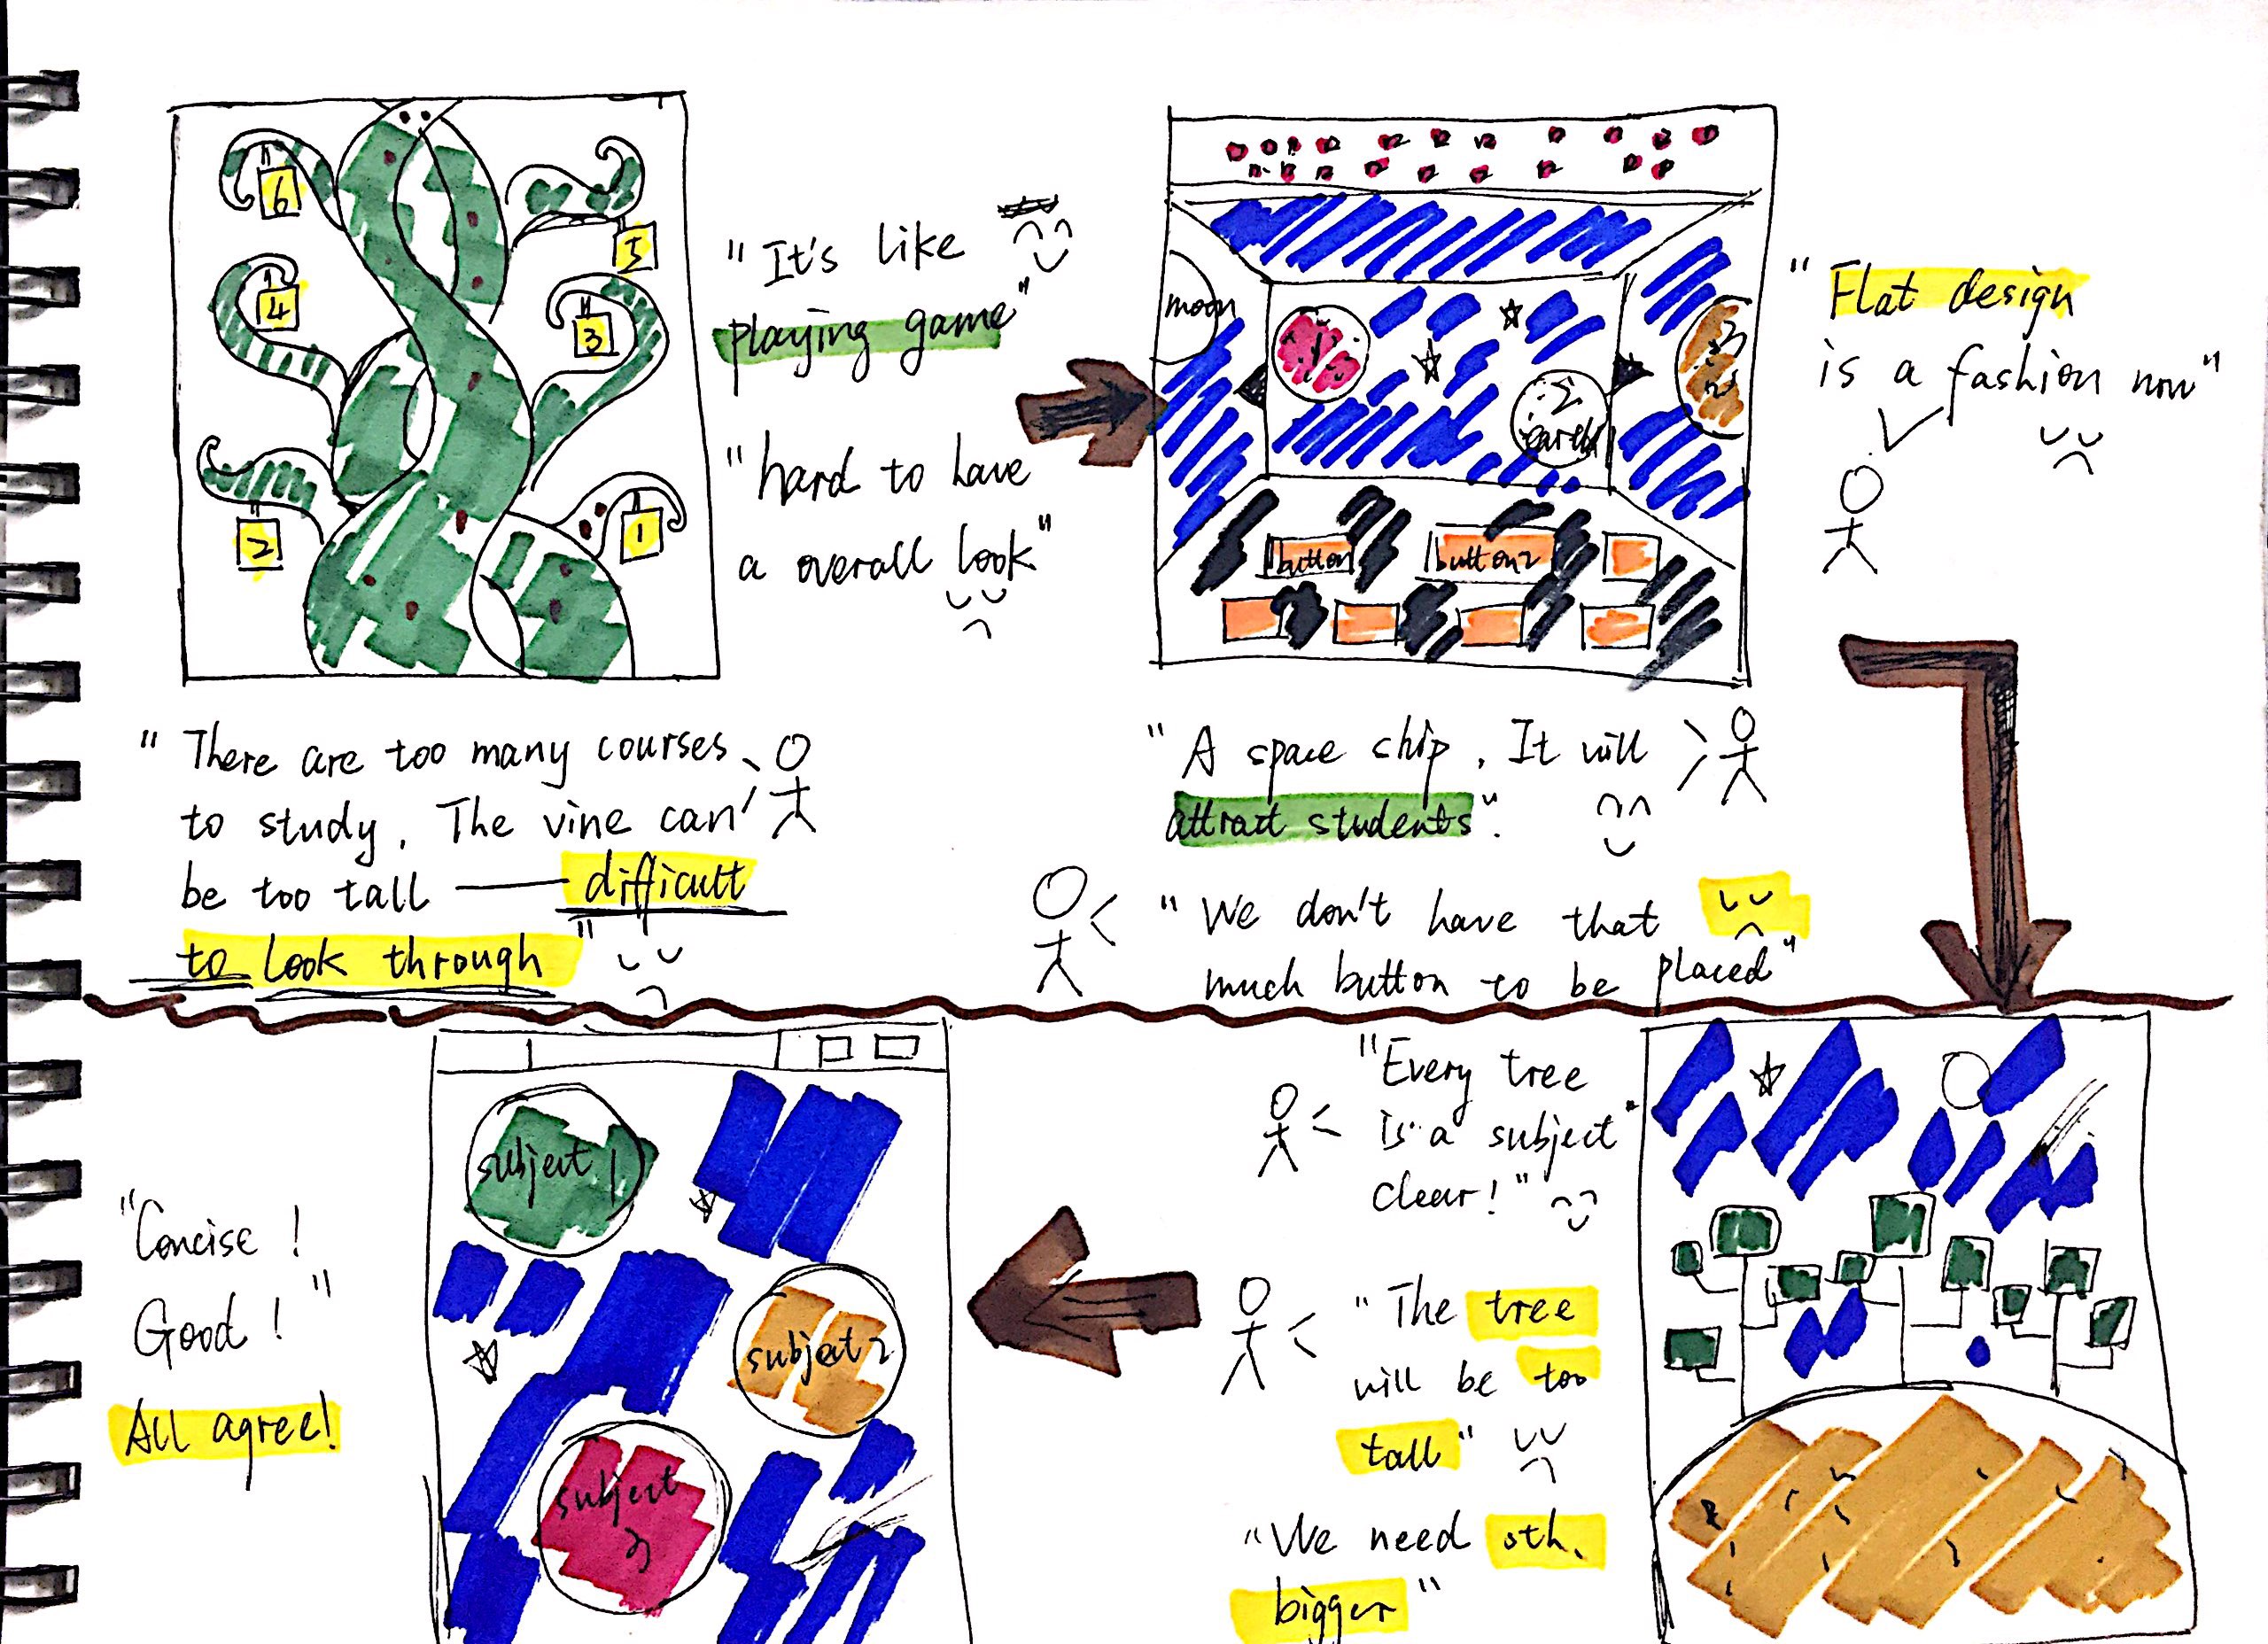 6
5
4
3
2
1
"It's like
playing game"
"hard to have
a overall look"
"There are too many courses
to study. The vine can
be too tall — difficult
to look through"
moon
1
2
earth
3
button
button2
"Flat design
is a fashion now"
"A space chip. It will
attract students".
"We don't have that
much button to be placed"
"Every tree
is a subject"
clear!"
"The tree
will be too
tall"
"We need sth.
bigger"
subject 1
subject 2
subject
3
"Concise!
Good!"
All agree!